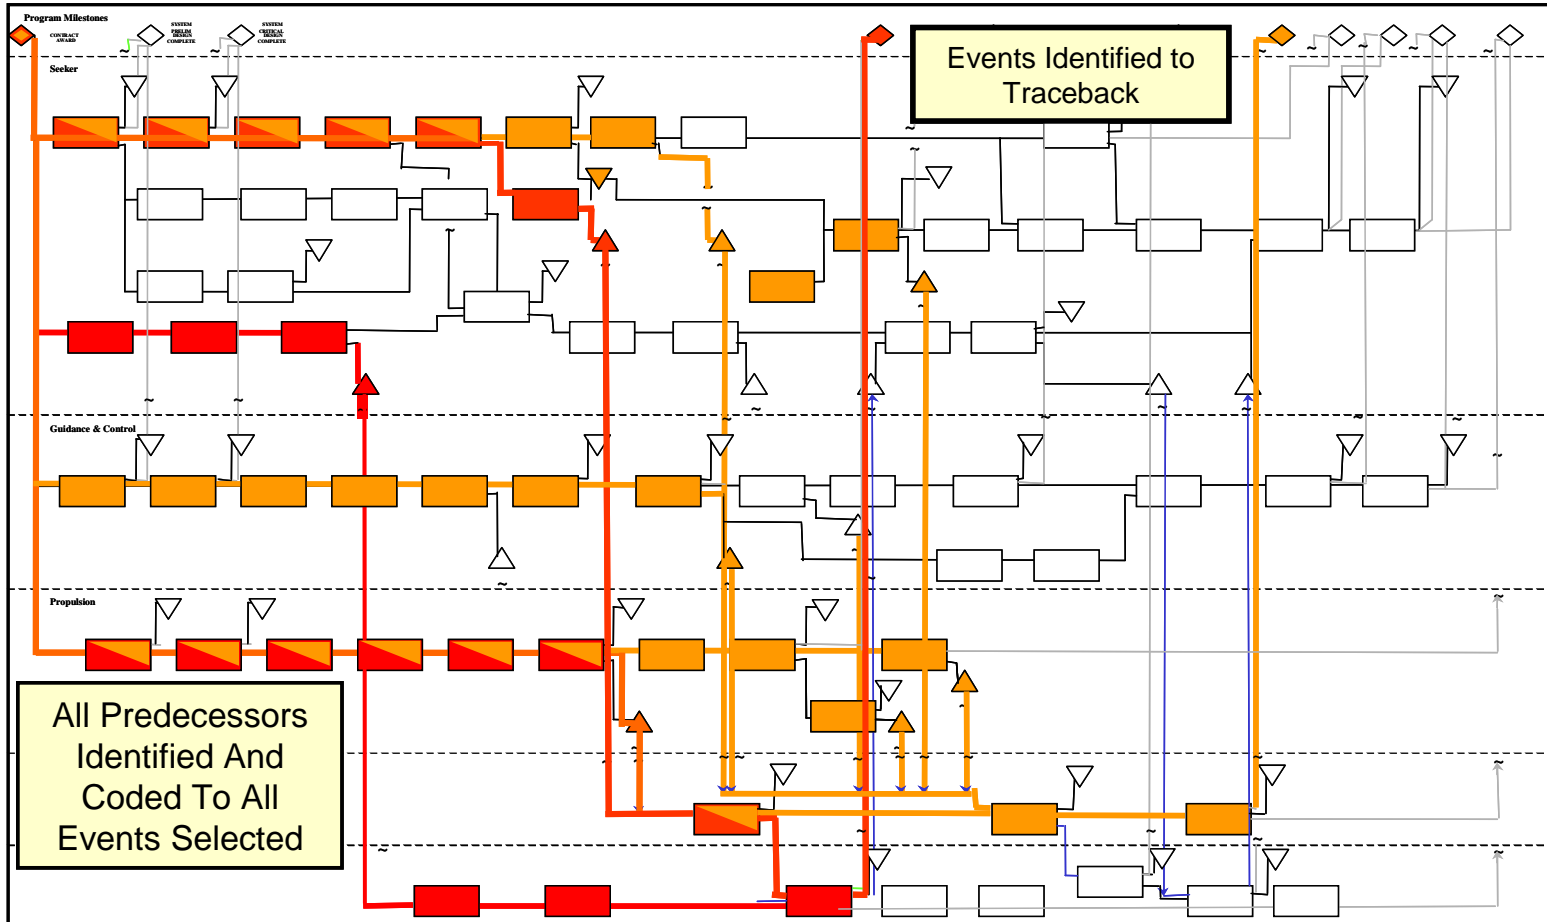 Program Milestones
CONTRACT
AWARD
SYSTEM
PRELIM
DESIGN
COMPLETE
SYSTEM
CRITICAL
DESIGN
COMPLETE
Events Identified to
Traceback
Seeker
Guidance & Control
Propulsion
All Predecessors
Identified And
Coded To All
Events Selected